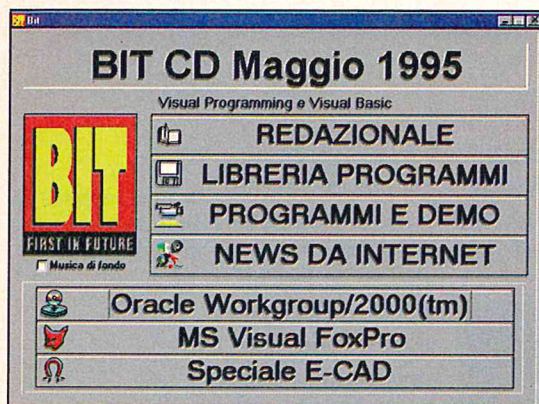 Bit
BIT CD Maggio 1995
Visual Programming e Visual Basic
BIT
FIRST IN FUTURE
Musica di fondo
REDAZIONALE
LIBRERIA PROGRAMMI
PROGRAMMI E DEMO
NEWS DA INTERNET
Oracle Workgroup/2000(tm)
MS Visual FoxPro
Speciale E-CAD